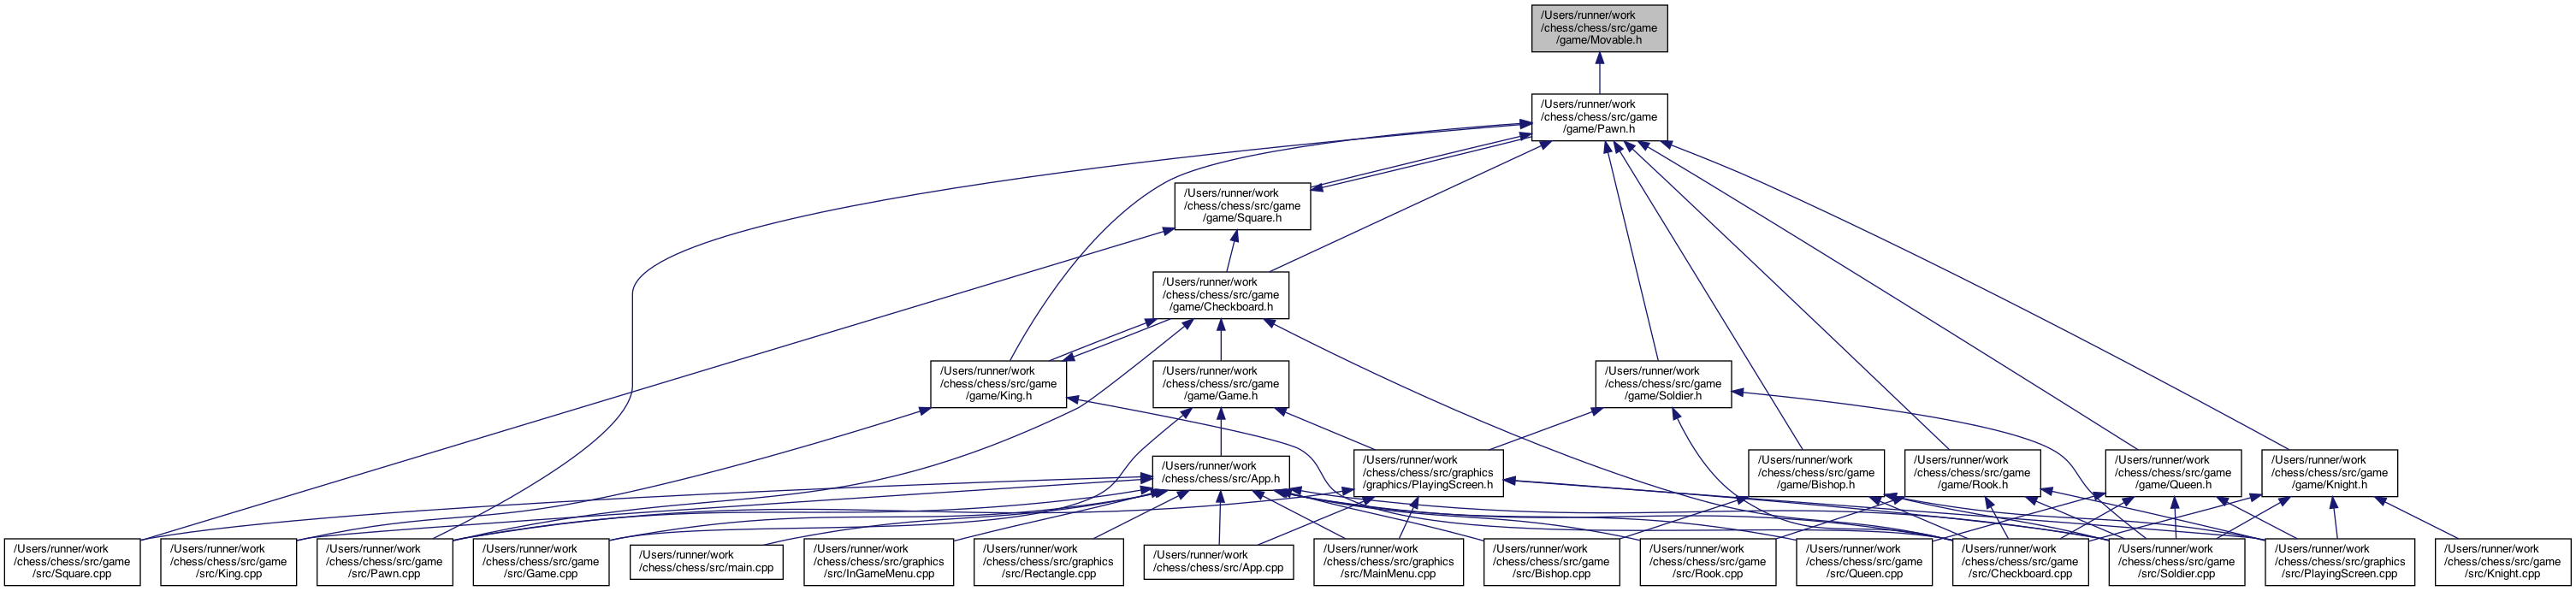 /Users/runner/work
/chess/chess/src/game
/game/Movable.h
/Users/runner/work
/chess/chess/src/game
/game/Pawn.h
/Users/runner/work
/chess/chess/src/game
/game/Square.h
/Users/runner/work
/chess/chess/src/game
/game/Checkboard.h
/Users/runner/work
/chess/chess/src/game
/game/King.h
/Users/runner/work
/chess/chess/src/game
/game/Game.h
/Users/runner/work
/chess/chess/src/game
/game/Soldier.h
/Users/runner/work
/chess/chess/src/App.h
/Users/runner/work
/chess/chess/src/graphics
/graphics/PlayingScreen.h
/Users/runner/work
/chess/chess/src/game
/game/Bishop.h
/Users/runner/work
/chess/chess/src/game
/game/Rook.h
/Users/runner/work
/chess/chess/src/game
/game/Queen.h
/Users/runner/work
/chess/chess/src/game
/game/Knight.h
/Users/runner/work
/chess/chess/src/game
/src/Square.cpp
/Users/runner/work
/chess/chess/src/game
/src/King.cpp
/Users/runner/work
/chess/chess/src/game
/src/Pawn.cpp
/Users/runner/work
/chess/chess/src/game
/src/Game.cpp
/Users/runner/work
/chess/chess/src/main.cpp
/Users/runner/work
/chess/chess/src/graphics
/src/InGameMenu.cpp
/Users/runner/work
/chess/chess/src/graphics
/src/Rectangle.cpp
/Users/runner/work
/chess/chess/src/App.cpp
/Users/runner/work
/chess/chess/src/graphics
/src/MainMenu.cpp
/Users/runner/work
/chess/chess/src/game
/src/Bishop.cpp
/Users/runner/work
/chess/chess/src/game
/src/Rook.cpp
/Users/runner/work
/chess/chess/src/game
/src/Queen.cpp
/Users/runner/work
/chess/chess/src/game
/src/Checkboard.cpp
/Users/runner/work
/chess/chess/src/game
/src/Soldier.cpp
/Users/runner/work
/chess/chess/src/graphics
/src/PlayingScreen.cpp
/Users/runner/work
/chess/chess/src/game
/src/Knight.cpp